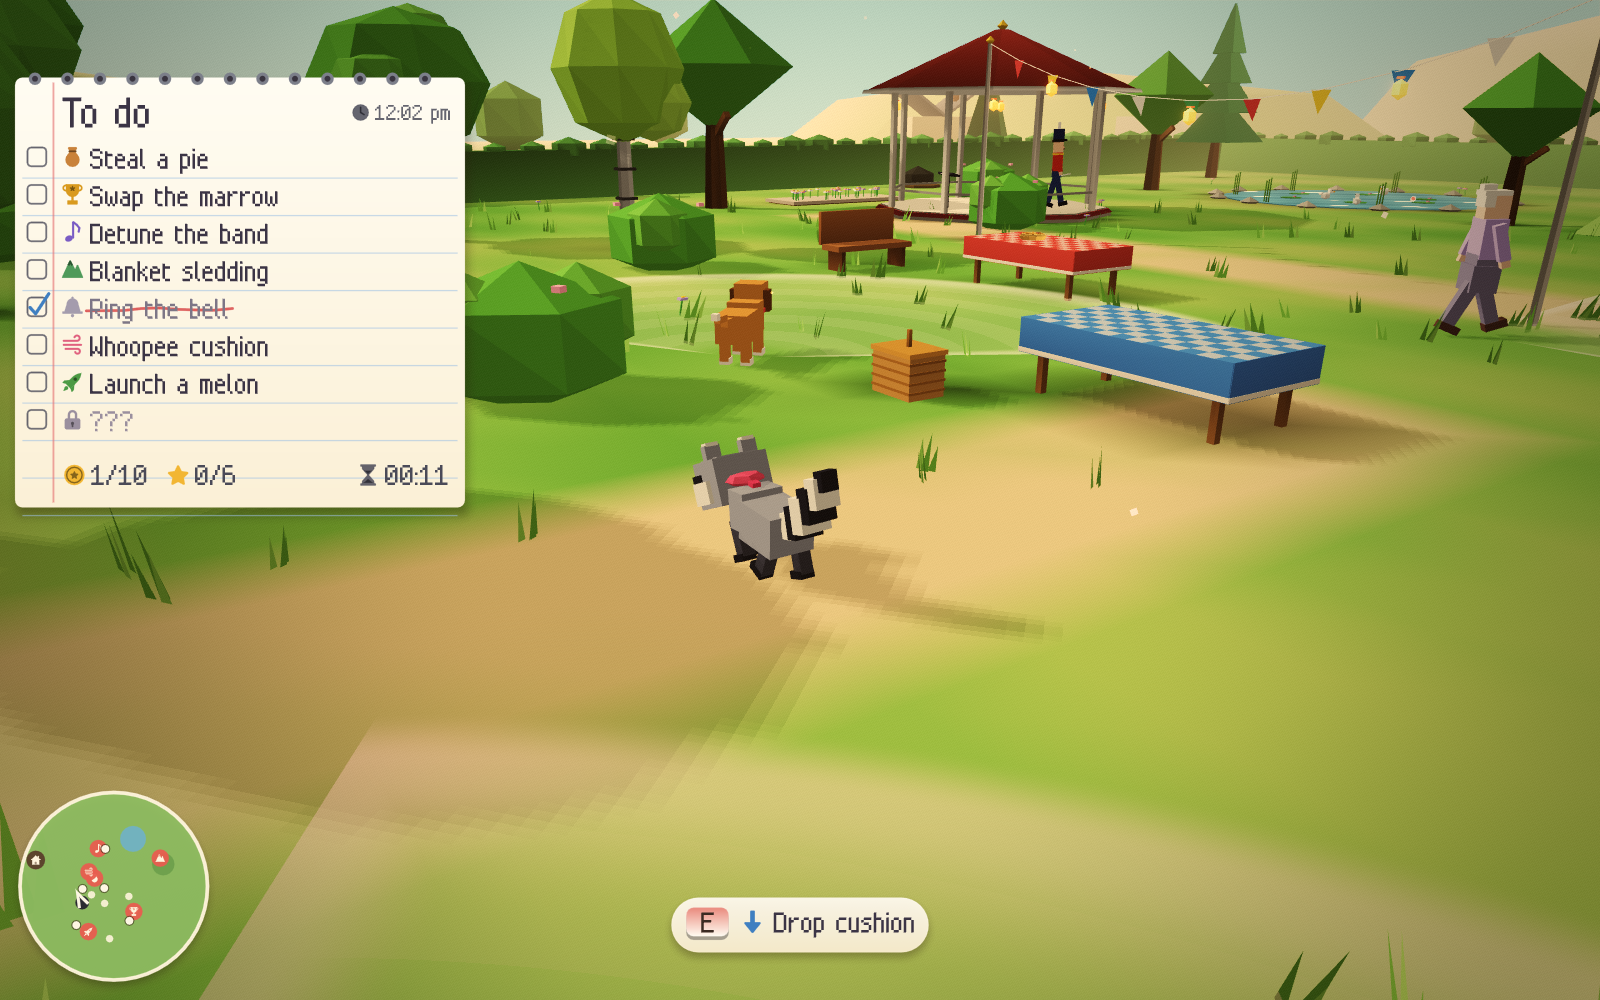 To do
12:02 pm
Steal a pie
Swap the marrow
Detune the band
Blanket sledding
Ring the bell
Whoopee cushion
Launch a melon
???
1/10 0/6 00:11
E Drop cushion